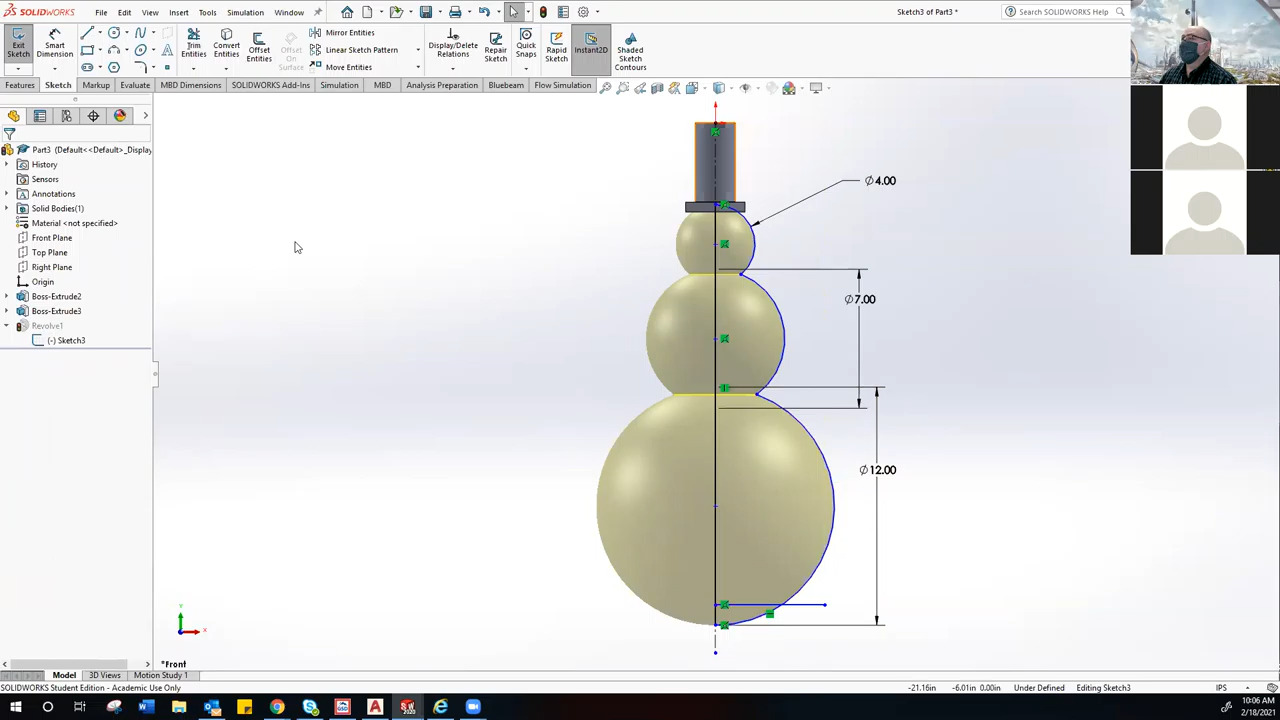 SOLIDWORKS File Edit View Insert Tools Simulation Window Sketch3 of Part3 * Search SOLIDWORKS Help
Exit Sketch
Smart Dimension
Trim Entities
Convert Entities
Offset Entities
Offset On Surface
Mirror Entities
Linear Sketch Pattern
Move Entities
Display/Delete Relations
Repair Sketch
Quick Snaps
Rapid Sketch
Instant2D
Shaded Sketch Contours
Features Sketch Markup Evaluate MBD Dimensions SOLIDWORKS Add-Ins Simulation MBD Analysis Preparation Bluebeam Flow Simulation
Part3 (Default<<Default>_Display
History
Sensors
Annotations
Solid Bodies(1)
Material <not specified>
Front Plane
Top Plane
Right Plane
Origin
Boss-Extrude2
Boss-Extrude3
Revolve1
(-) Sketch3
Ø4.00
Ø7.00
Ø12.00
Y
X
*Front
Model 3D Views Motion Study 1
SOLIDWORKS Student Edition - Academic Use Only -21.16in -6.01in 0.00in Under Defined Editing Sketch3 IPS
10:06 AM
2/18/2021